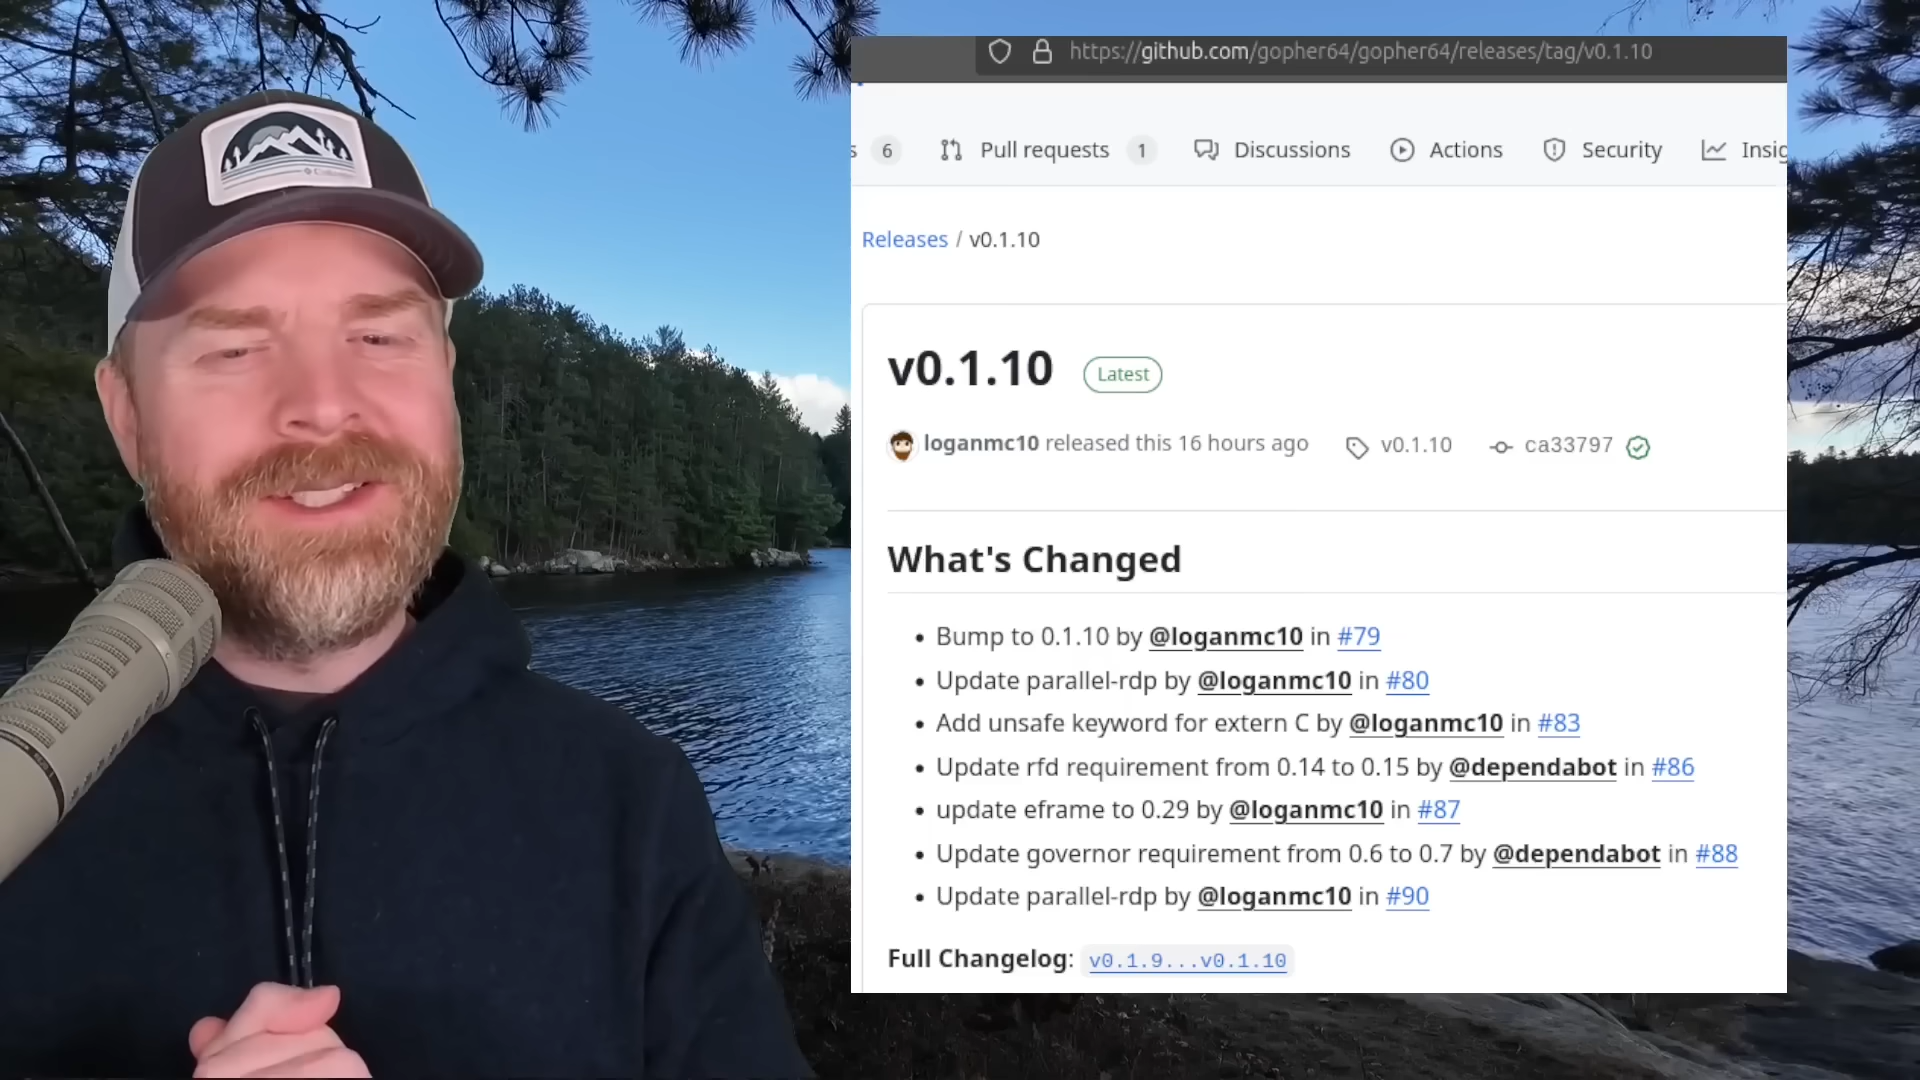 https://github.com/gopher64/gopher64/releases/tag/v0.1.10
s 6 Pull requests 1 Discussions Actions Security Insig
Releases / v0.1.10
v0.1.10 Latest
loganmc10 released this 16 hours ago v0.1.10 ca33797
What's Changed
• Bump to 0.1.10 by @loganmc10 in #79
• Update parallel-rdp by @loganmc10 in #80
• Add unsafe keyword for extern C by @loganmc10 in #83
• Update rfd requirement from 0.14 to 0.15 by @dependabot in #86
• update eframe to 0.29 by @loganmc10 in #87
• Update governor requirement from 0.6 to 0.7 by @dependabot in #88
• Update parallel-rdp by @loganmc10 in #90
Full Changelog: v0.1.9...v0.1.10